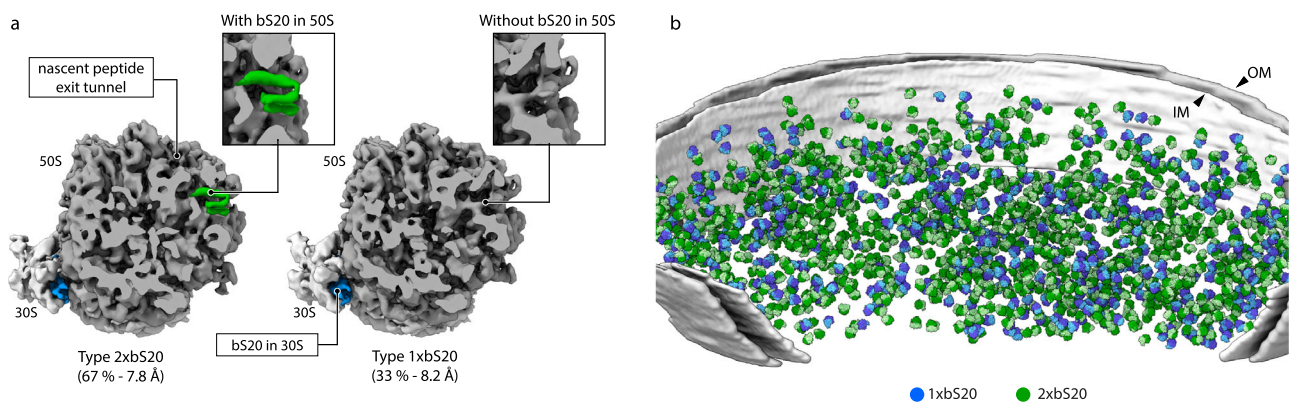 a
With bS20 in 50S
Without bS20 in 50S
nascent peptide
exit tunnel
50S
50S
30S
30S
bS20 in 30S
Type 2xbS20
(67 % - 7.8 Å)
Type 1xbS20
(33 % - 8.2 Å)
b
OM
IM
1xbS20
2xbS20